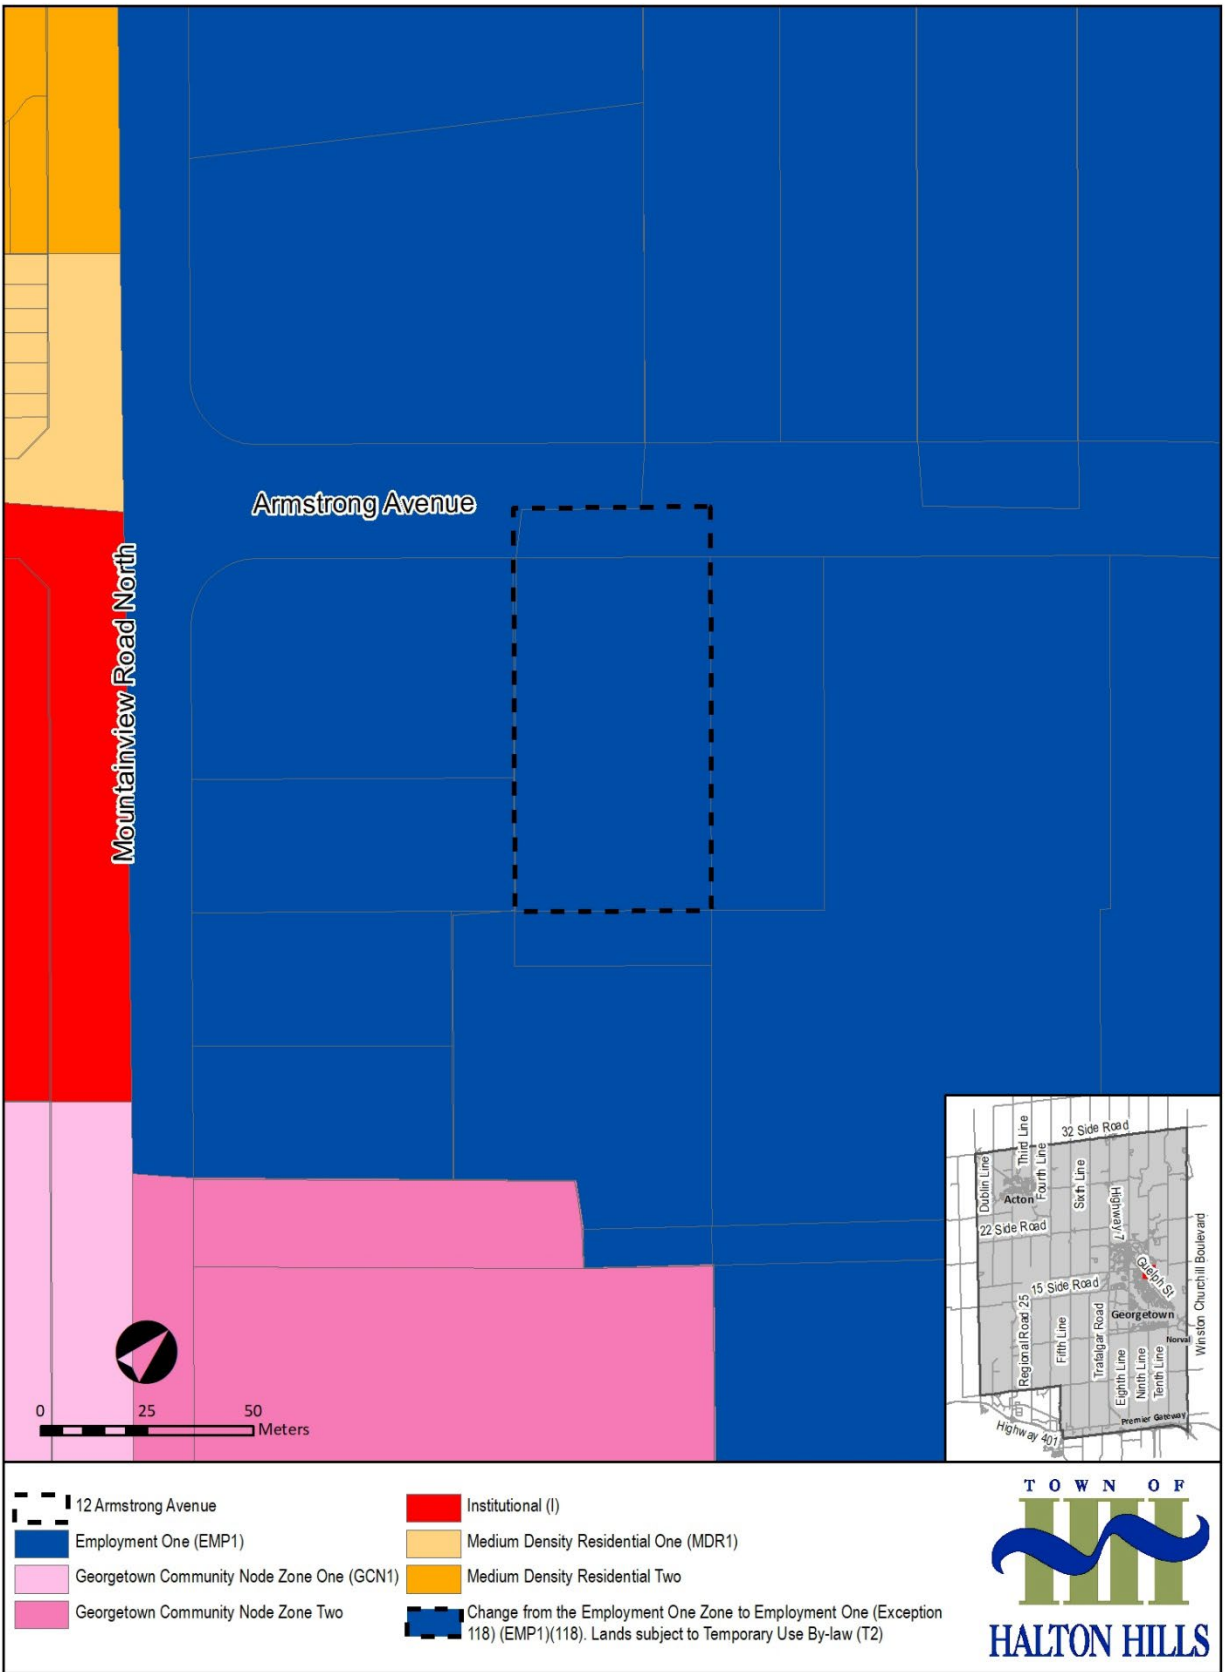 Armstrong Avenue
Mountainview Road North
0 25 50
Meters
32 Side Road
Third Line
Dublin Line
Fourth Line
Sixth Line
Acton
Highway 7
22 Side Road
Guelph St
Winston Churchill Boulevard
15 Side Road
Georgetown
Regional Road 25
Fifth Line
Trafalgar Road
Norval
Eighth Line
Ninth Line
Tenth Line
Premier Gateway
Highway 401
12 Armstrong Avenue
Employment One (EMP1)
Georgetown Community Node Zone One (GCN1)
Georgetown Community Node Zone Two
Institutional (I)
Medium Density Residential One (MDR1)
Medium Density Residential Two
Change from the Employment One Zone to Employment One (Exception
118) (EMP1)(118). Lands subject to Temporary Use By-law (T2)
TOWN OF
HALTON HILLS